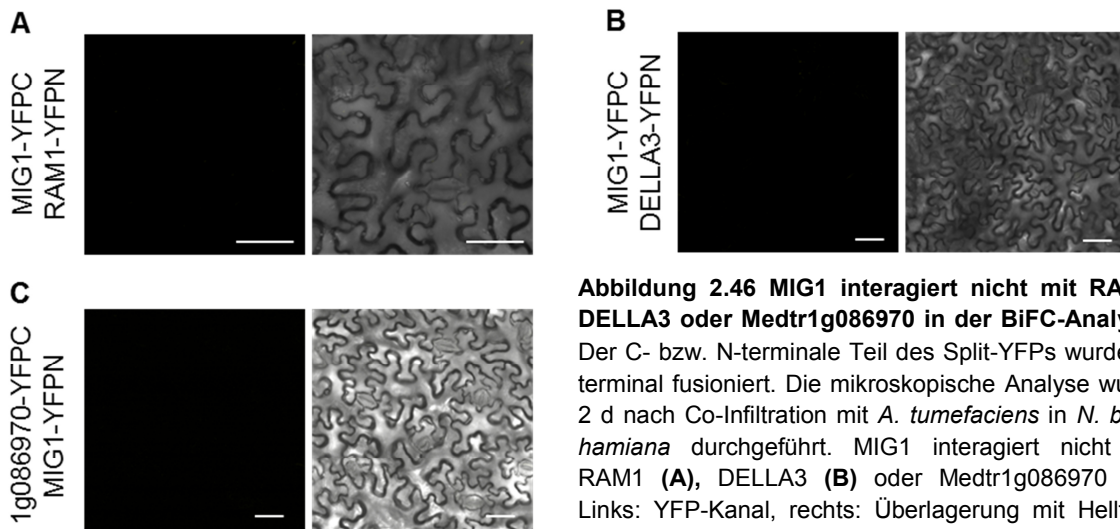 A
MIG1-YFPC
RAM1-YFPN
B
MIG1-YFPC
DELLA3-YFPN
C
1g086970-YFPC
MIG1-YFPN
Abbildung 2.46 MIG1 interagiert nicht mit RA
DELLA3 oder Medtr1g086970 in der BiFC-Analy
Der C- bzw. N-terminale Teil des Split-YFPs wurde
terminal fusioniert. Die mikroskopische Analyse wu
2 d nach Co-Infiltration mit A. tumefaciens in N. b
hamiana durchgeführt. MIG1 interagiert nicht
RAM1 (A), DELLA3 (B) oder Medtr1g086970
Links: YFP-Kanal, rechts: Überlagerung mit Hell